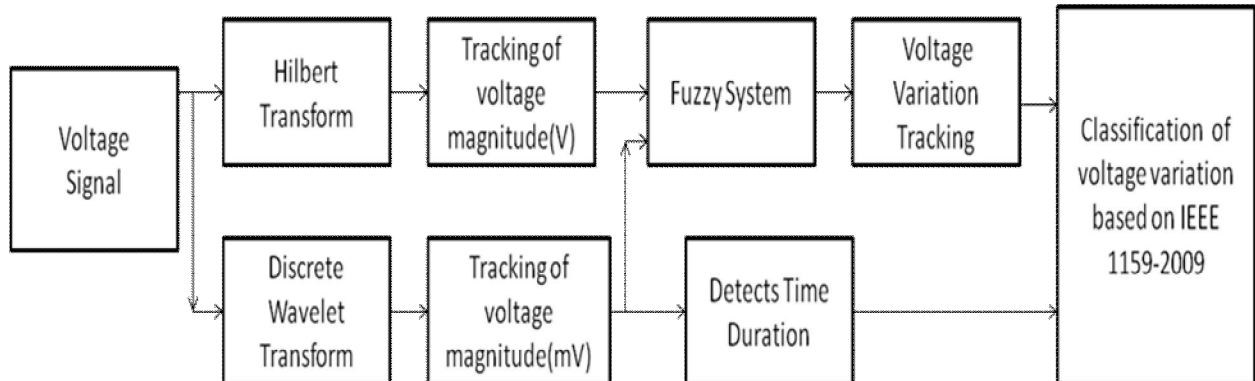 Voltage
Signal
Hilbert
Transform
Tracking of
voltage
magnitude(V)
Fuzzy System
Voltage
Variation
Tracking
Discrete
Wavelet
Transform
Tracking of
voltage
magnitude(mV)
Detects Time
Duration
Classification of
voltage variation
based on IEEE
1159-2009